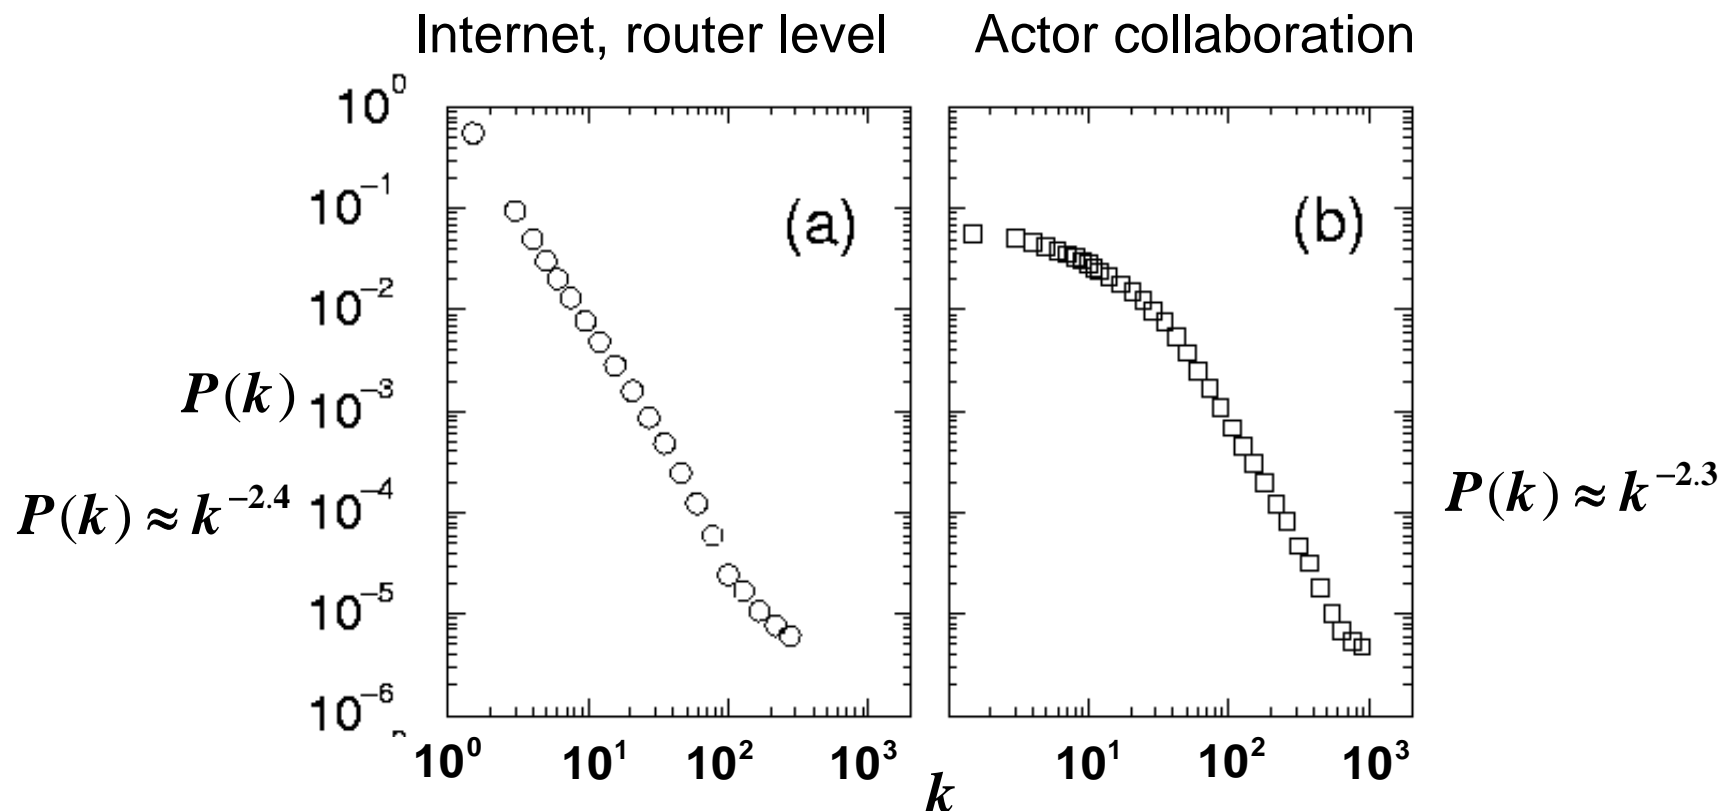 Internet, router level
Actor collaboration
10⁰
10⁻¹
10⁻²
10⁻³
10⁻⁴
10⁻⁵
10⁻⁶
(a)
(b)
P(k)
P(k) ≈ k⁻²·⁴
P(k) ≈ k⁻²·³
10⁰ 10¹ 10² 10³
10¹ 10² 10³
k